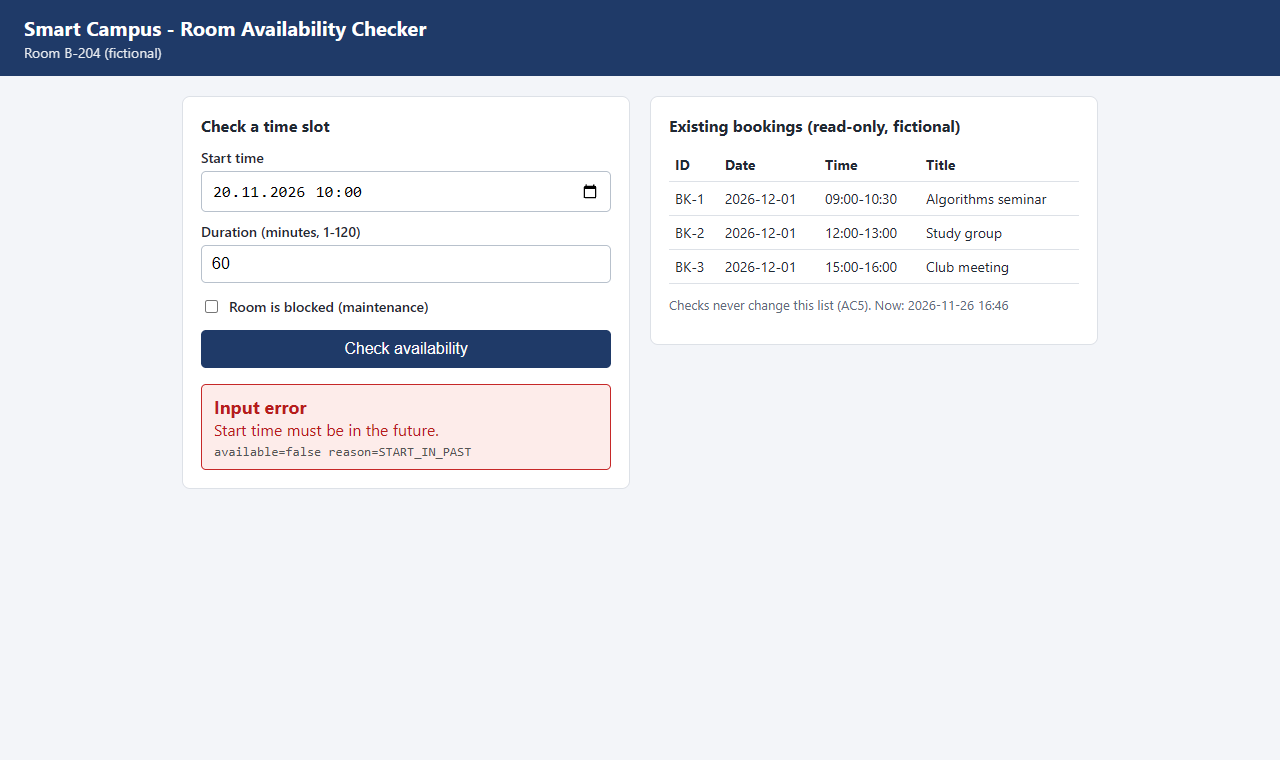 Smart Campus - Room Availability Checker
Room B-204 (fictional)
Check a time slot
Start time
20.11.2026 10:00
Duration (minutes, 1-120)
60
Room is blocked (maintenance)
Check availability
Input error
Start time must be in the future.
available=false reason=START_IN_PAST
Existing bookings (read-only, fictional)
ID Date Time Title
BK-1 2026-12-01 09:00-10:30 Algorithms seminar
BK-2 2026-12-01 12:00-13:00 Study group
BK-3 2026-12-01 15:00-16:00 Club meeting
Checks never change this list (AC5). Now: 2026-11-26 16:46